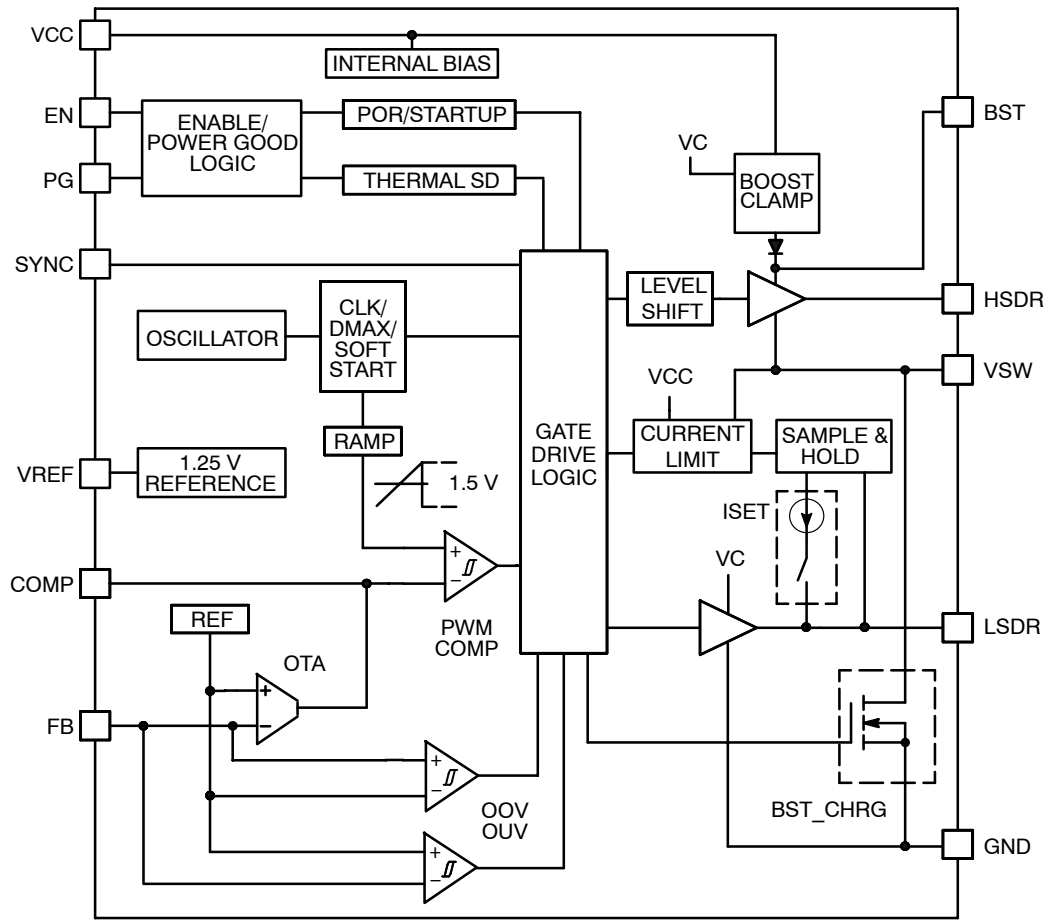 VCC
INTERNAL BIAS
EN
ENABLE/
POWER GOOD
LOGIC
POR/STARTUP
PG
THERMAL SD
VC
BOOST
CLAMP
BST
SYNC
OSCILLATOR
CLK/
DMAX/
SOFT
START
LEVEL
SHIFT
HSDR
VSW
VCC
RAMP
GATE
DRIVE
LOGIC
CURRENT
LIMIT
SAMPLE &
HOLD
VREF
1.25 V
REFERENCE
1.5 V
ISET
COMP
+
−
PWM
COMP
VC
LSDR
REF
OTA
FB
+
−
+
−
OOV
OUV
+
−
BST_CHRG
GND